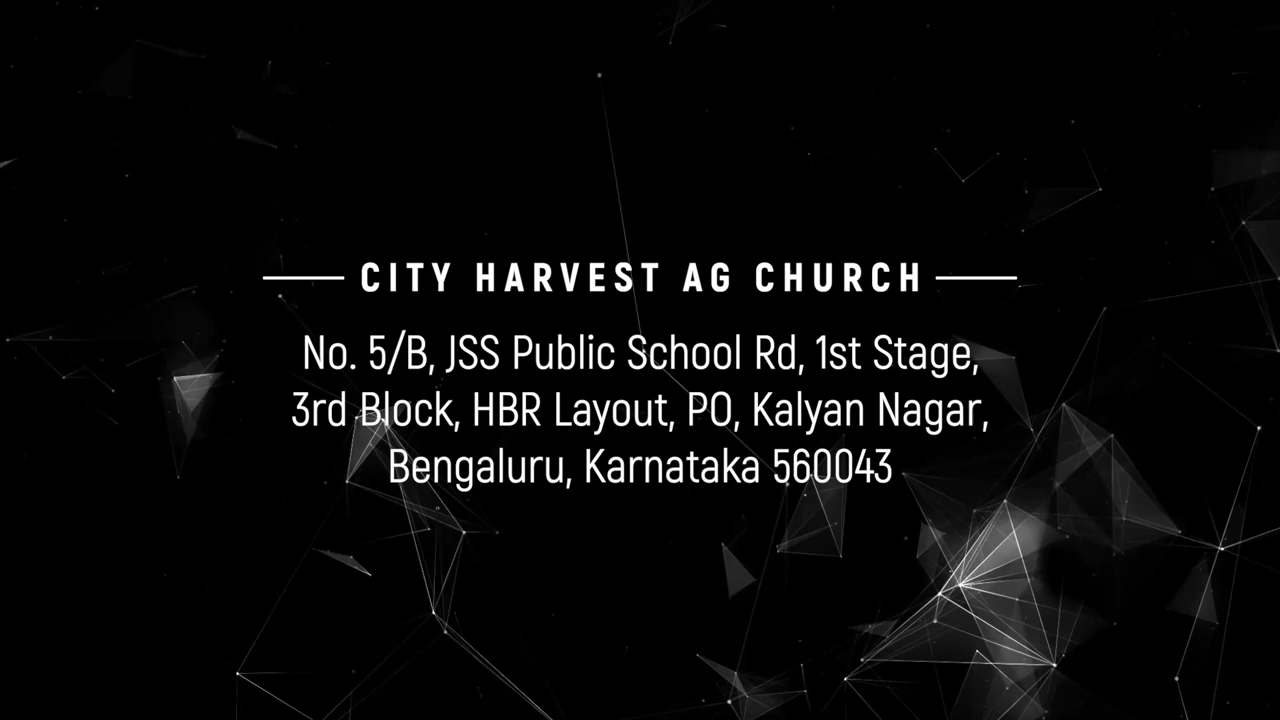 CITY HARVEST AG CHURCH
No. 5/B, JSS Public School Rd, 1st Stage,
3rd Block, HBR Layout, PO, Kalyan Nagar,
Bengaluru, Karnataka 560043